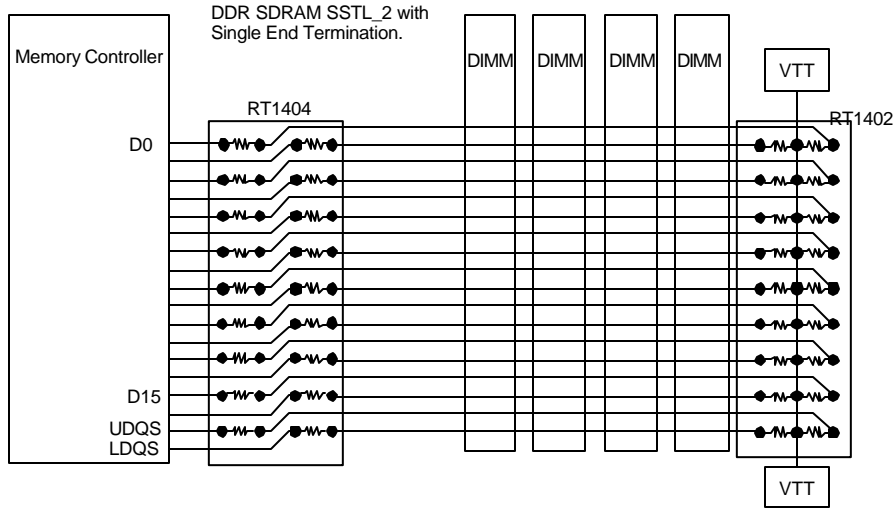 DDR SDRAM SSTL_2 with
Single End Termination.
Memory Controller
DIMM
DIMM
DIMM
DIMM
VTT
RT1404
RT1402
D0
D15
UDQS
LDQS
VTT